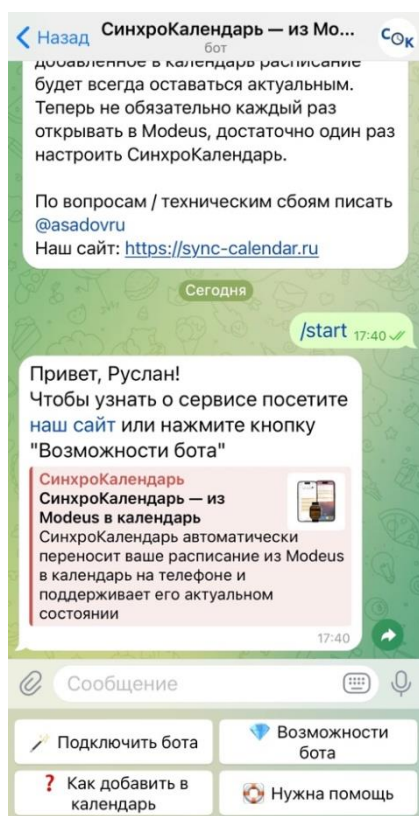 Назад
СинхроКалендарь — из Mo...
бот
СОК
добавленное в календарь расписание
будет всегда оставаться актуальным.
Теперь не обязательно каждый раз
открывать в Modeus, достаточно один раз
настроить СинхроКалендарь.
По вопросам / техническим сбоям писать
@asadovru
Наш сайт: https://sync-calendar.ru
Сегодня
/start 17:40
Привет, Руслан!
Чтобы узнать о сервисе посетите
наш сайт или нажмите кнопку
"Возможности бота"
СинхроКалендарь
СинхроКалендарь — из
Modeus в календарь
СинхроКалендарь автоматически
переносит ваше расписание из Modeus
в календарь на телефоне и
поддерживает его актуальном
состоянии
17:40
Сообщение
Подключить бота
Возможности
бота
Как добавить в
календарь
Нужна помощь